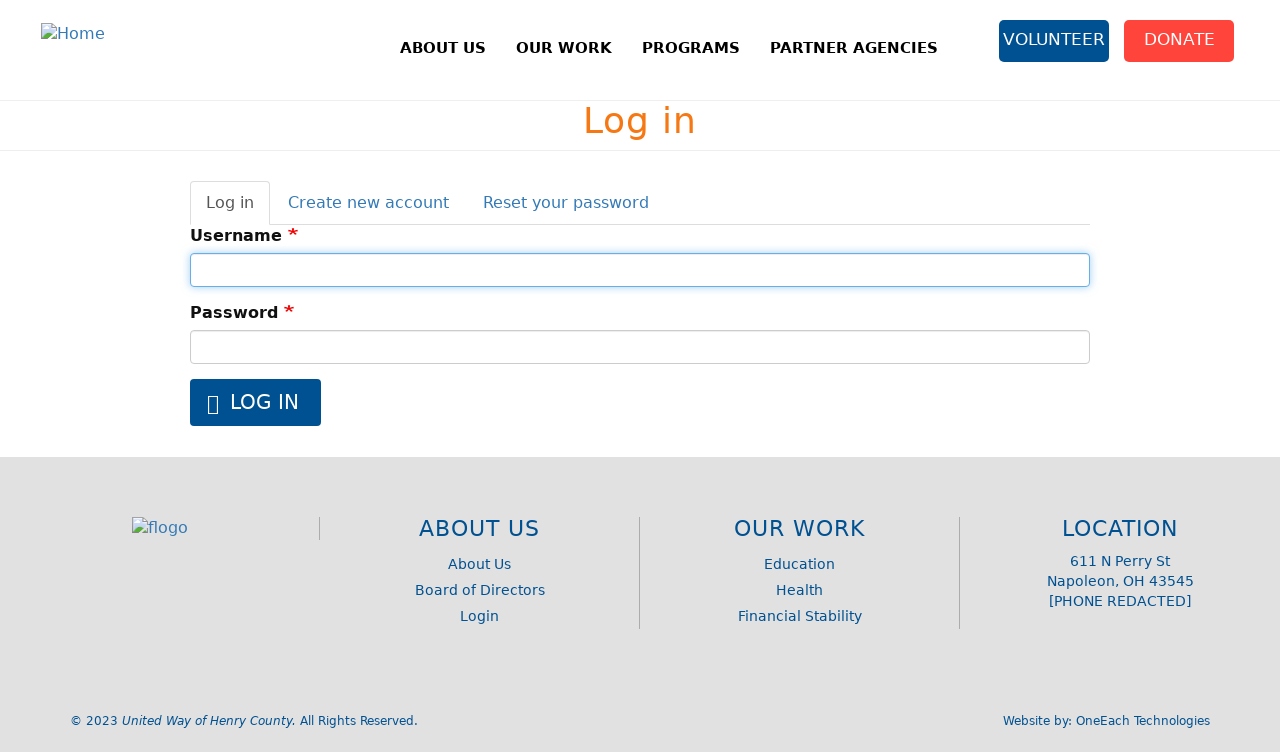 Home
ABOUT US OUR WORK PROGRAMS PARTNER AGENCIES
VOLUNTEER DONATE
Log in
Log in Create new account Reset your password
Username *
Password *
LOG IN
flogo
ABOUT US
About Us
Board of Directors
Login
OUR WORK
Education
Health
Financial Stability
LOCATION
611 N Perry St
Napoleon, OH 43545
[PHONE REDACTED]
© 2023 United Way of Henry County. All Rights Reserved.
Website by: OneEach Technologies